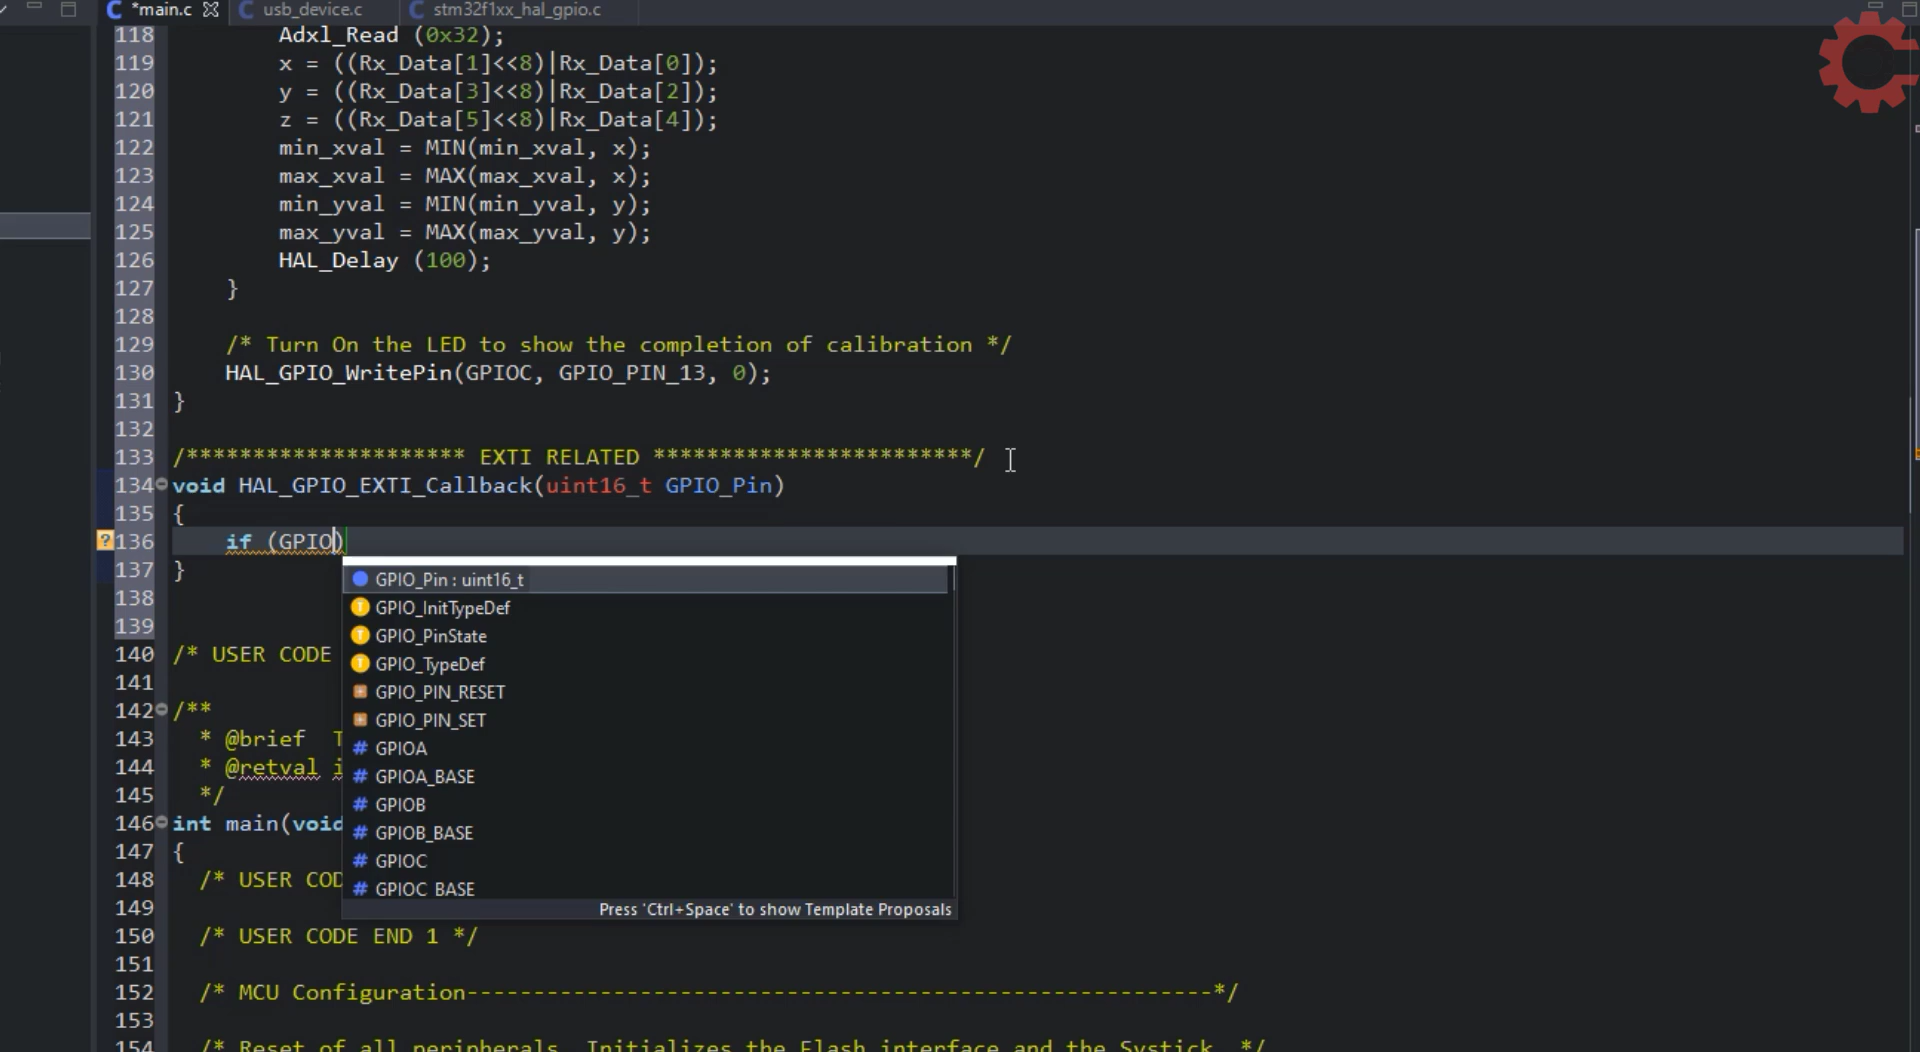 *main.c usb_device.c stm32f1xx_hal_gpio.c
118 Adxl_Read (0x32);
119 x = ((Rx_Data[1]<<8)|Rx_Data[0]);
120 y = ((Rx_Data[3]<<8)|Rx_Data[2]);
121 z = ((Rx_Data[5]<<8)|Rx_Data[4]);
122 min_xval = MIN(min_xval, x);
123 max_xval = MAX(max_xval, x);
124 min_yval = MIN(min_yval, y);
125 max_yval = MAX(max_yval, y);
126 HAL_Delay (100);
127 }
128
129 /* Turn On the LED to show the completion of calibration */
130 HAL_GPIO_WritePin(GPIOC, GPIO_PIN_13, 0);
131 }
132
133 /********************* EXTI RELATED ************************/
134 void HAL_GPIO_EXTI_Callback(uint16_t GPIO_Pin)
135 {
136 if (GPIO)
137 }
138
139
140 /* USER CODE
141
142 /**
143 * @brief T
144 * @retval i
145 */
146 int main(void
147 {
148 /* USER COD
149
150 /* USER CODE END 1 */
151
152 /* MCU Configuration--------------------------------------------------------*/
153
154 /* Reset of all peripherals, Initializes the Flash interface and the Systick. */
GPIO_Pin : uint16_t
GPIO_InitTypeDef
GPIO_PinState
GPIO_TypeDef
GPIO_PIN_RESET
GPIO_PIN_SET
# GPIOA
# GPIOA_BASE
# GPIOB
# GPIOB_BASE
# GPIOC
# GPIOC_BASE
Press 'Ctrl+Space' to show Template Proposals